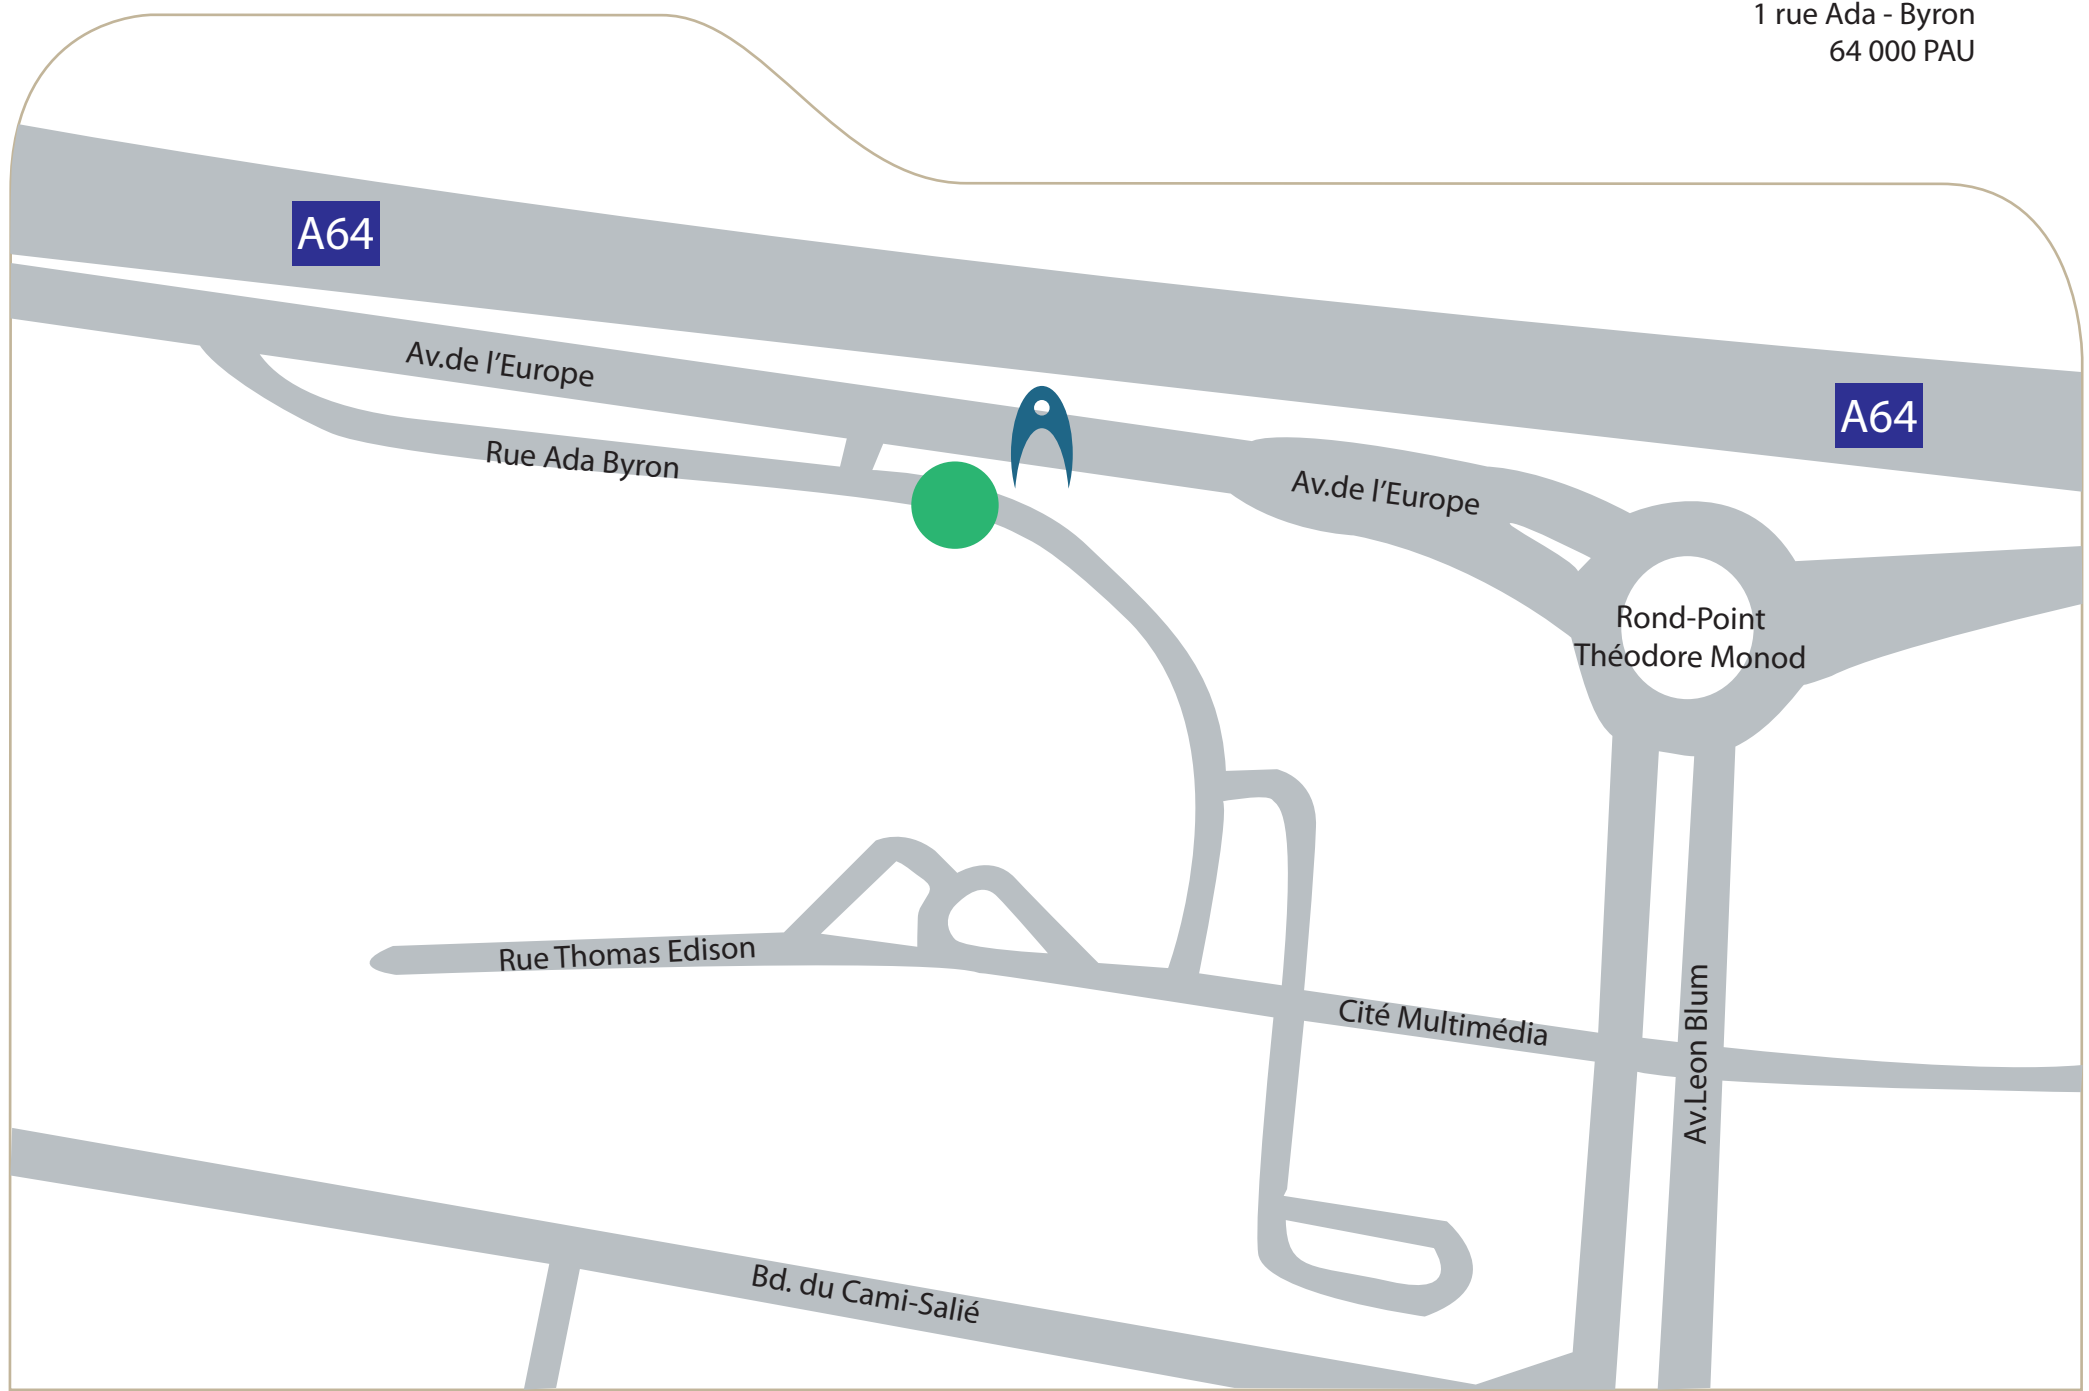 1 rue Ada - Byron
64 000 PAU
A64
Av.de l'Europe
A64
Rue Ada Byron
Av.de l'Europe
Rond-Point
Théodore Monod
Rue Thomas Edison
Cité Multimédia
Av.Leon Blum
Bd. du Cami-Salié